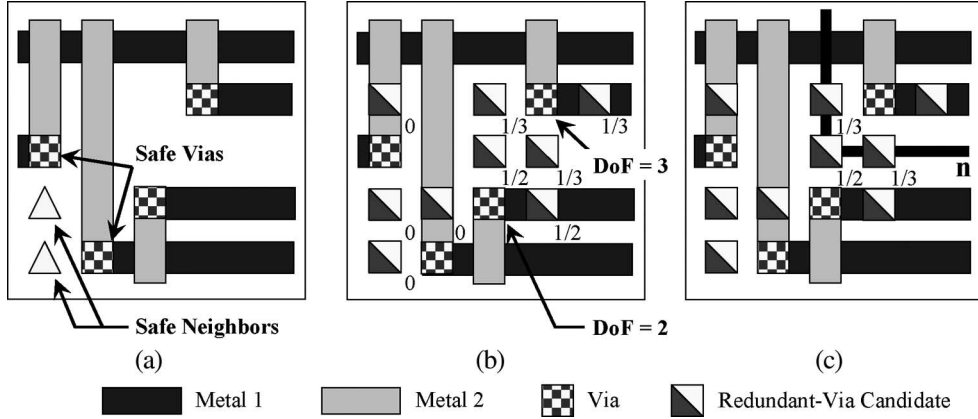 Safe Vias
Safe Neighbors
(a)
0
1/3
1/3
DoF = 3
1/2
1/3
0
0
1/2
0
DoF = 2
(b)
1/3
n
1/2
1/3
(c)
Metal 1
Metal 2
Via
Redundant-Via Candidate